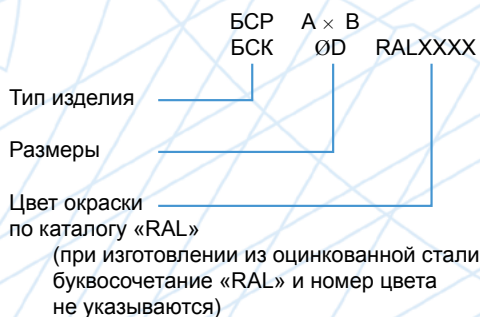 БСР А × В
БСК ØD RALXXXX
Тип изделия
Размеры
Цвет окраски
по каталогу «RAL»
(при изготовлении из оцинкованной стали
буквосочетание «RAL» и номер цвета
не указываются)